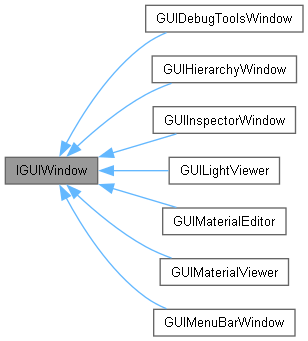 GUIDebugToolsWindow
GUIHierarchyWindow
GUIInspectorWindow
IGUIWindow
GUILightViewer
GUIMaterialEditor
GUIMaterialViewer
GUIMenuBarWindow